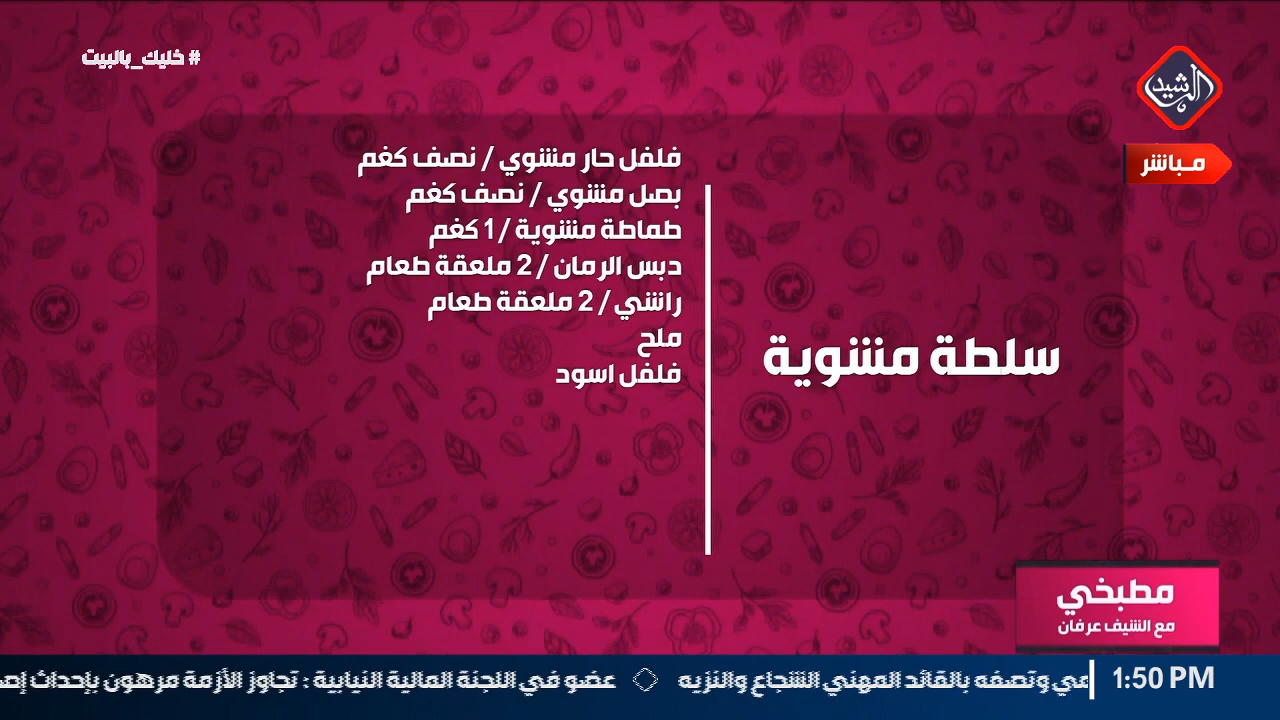 # خليك_بالبيت
الرشيد
مباشر
فلفل حار مشوي / نصف كغم
بصل مشوي / نصف كغم
طماطة مشوية / 1 كغم
دبس الرمان / 2 ملعقة طعام
راشي / 2 ملعقة طعام
ملح
فلفل اسود
سلطة مشوية
مطبخي
مع الشيف عرفان
1:50 PM
وتصفه بالقائد المهني الشجاع والنزيه ◇ عضو في اللجنة المالية النيابية : تجاوز الأزمة مرهون بإحداث